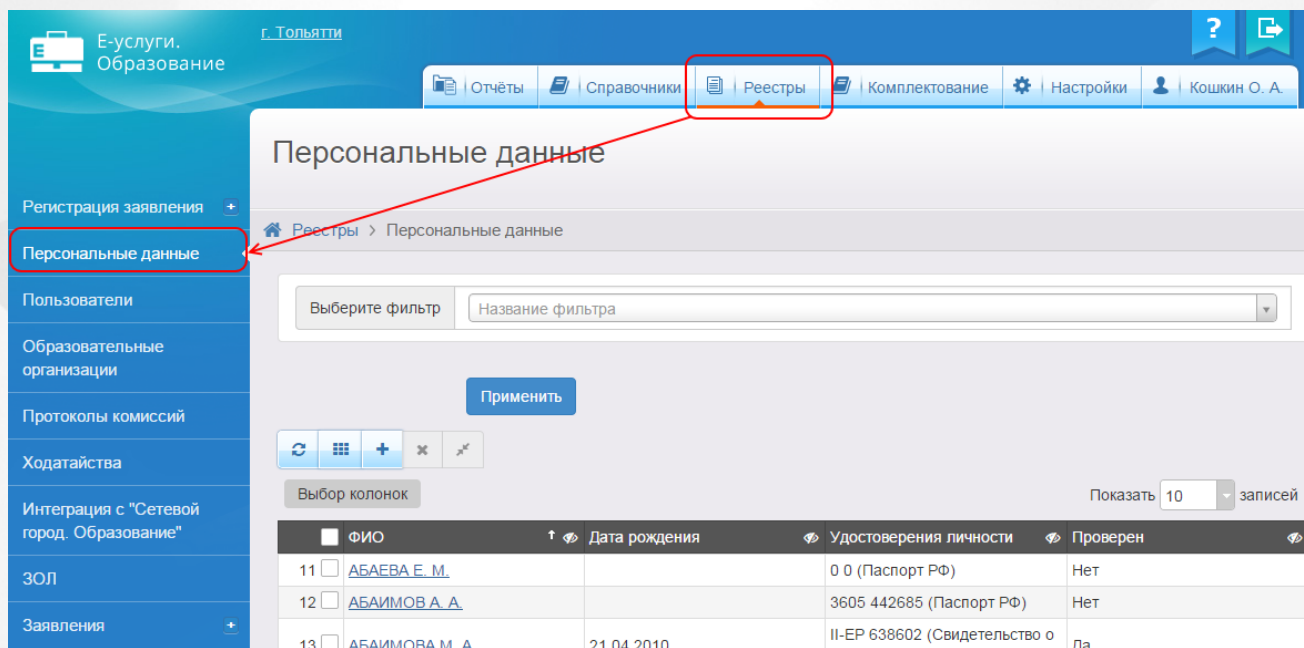 Е-услуги.
Образование
г. Тольятти
?
Отчёты Справочники Реестры Комплектование Настройки Кошкин О. А.
Персональные данные
Регистрация заявления
Персональные данные
Пользователи
Образовательные
организации
Протоколы комиссий
Ходатайства
Интеграция с "Сетевой
город. Образование"
ЗОЛ
Заявления
Реестры > Персональные данные
Выберите фильтр Название фильтра
Применить
Выбор колонок Показать 10 записей
ФИО Дата рождения Удостоверения личности Проверен
11 АБАЕВА Е. М. 0 0 (Паспорт РФ) Нет
12 АБАИМОВ А. А. 3605 442685 (Паспорт РФ) Нет
13 АБАИМОВА М. А. 21.04.2010 II-ЕР 638602 (Свидетельство о Да